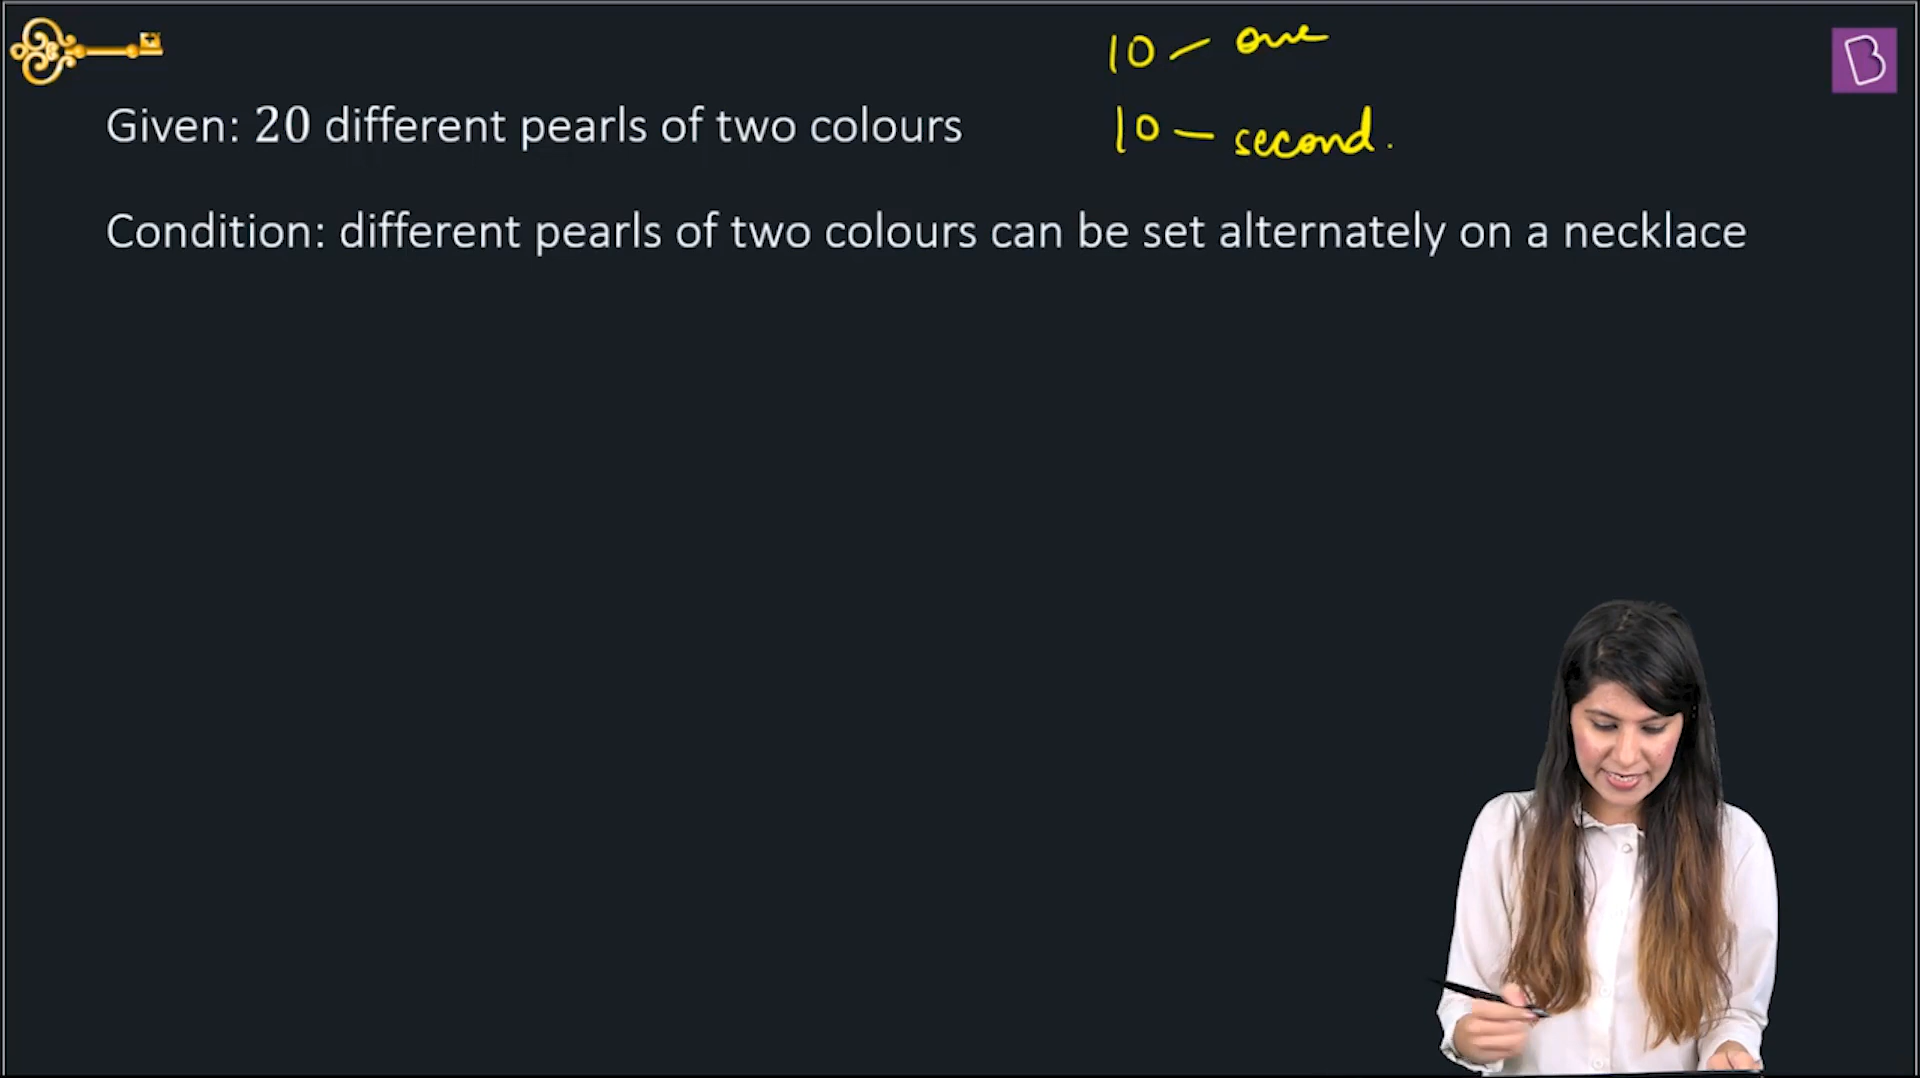 10 – one
Given: 20 different pearls of two colours
10 – second.
Condition: different pearls of two colours can be set alternately on a necklace
B